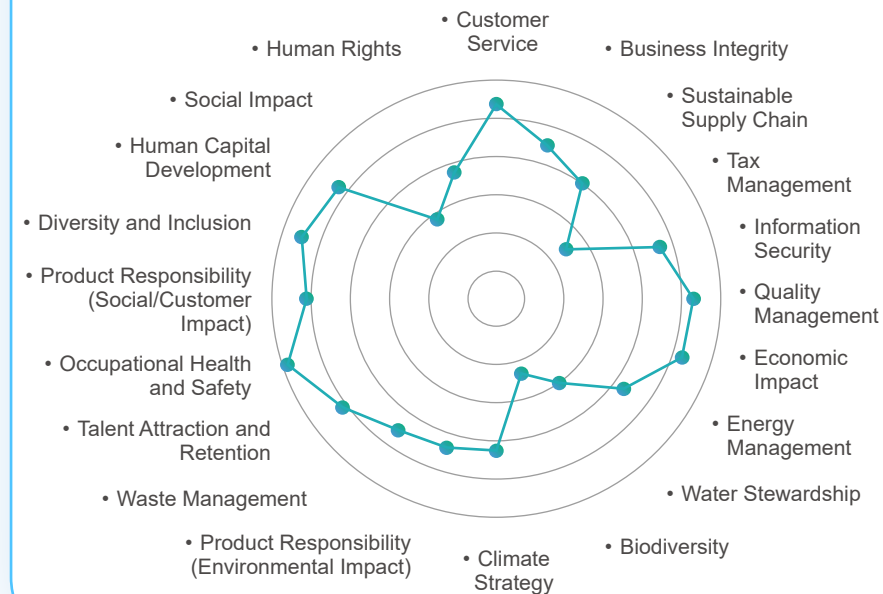 • Customer
Service
• Business Integrity
• Sustainable
Supply Chain
• Tax
Management
• Information
Security
• Quality
Management
• Economic
Impact
• Energy
Management
• Water Stewardship
• Biodiversity
• Climate
Strategy
• Product Responsibility
(Environmental Impact)
• Waste Management
• Talent Attraction and
Retention
• Occupational Health
and Safety
• Product Responsibility
(Social/Customer
Impact)
• Diversity and Inclusion
• Human Capital
Development
• Social Impact
• Human Rights